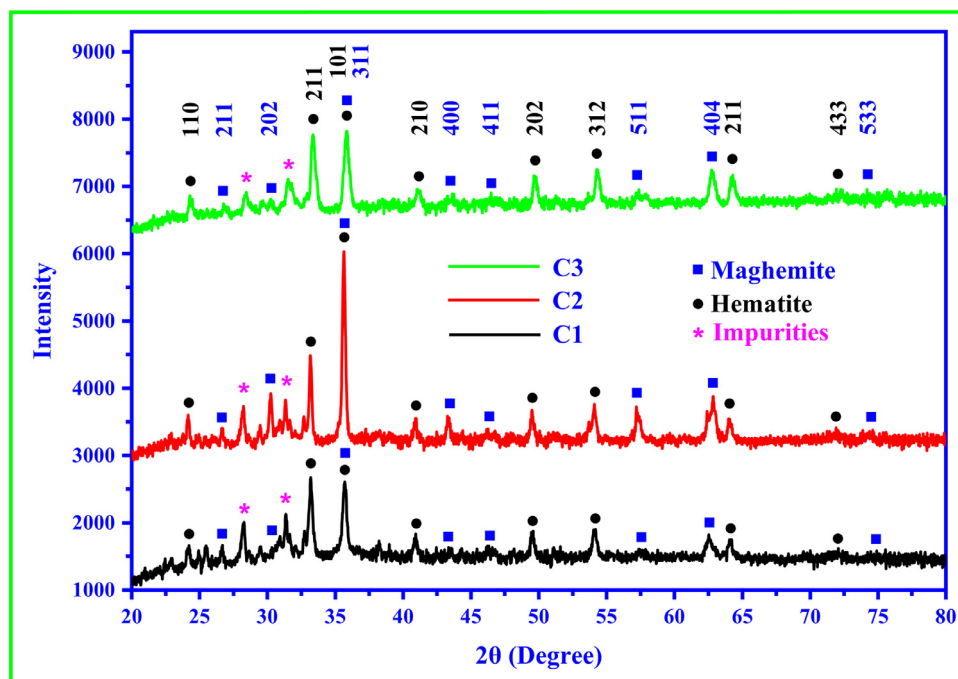 9000
8000
7000
6000
5000
4000
3000
2000
1000
Intensity
110
211
202
211
101
311
210
400
411
202
312
511
404
211
433
533
C3
C2
C1
Maghemite
Hematite
* Impurities
20 25 30 35 40 45 50 55 60 65 70 75 80
2θ (Degree)